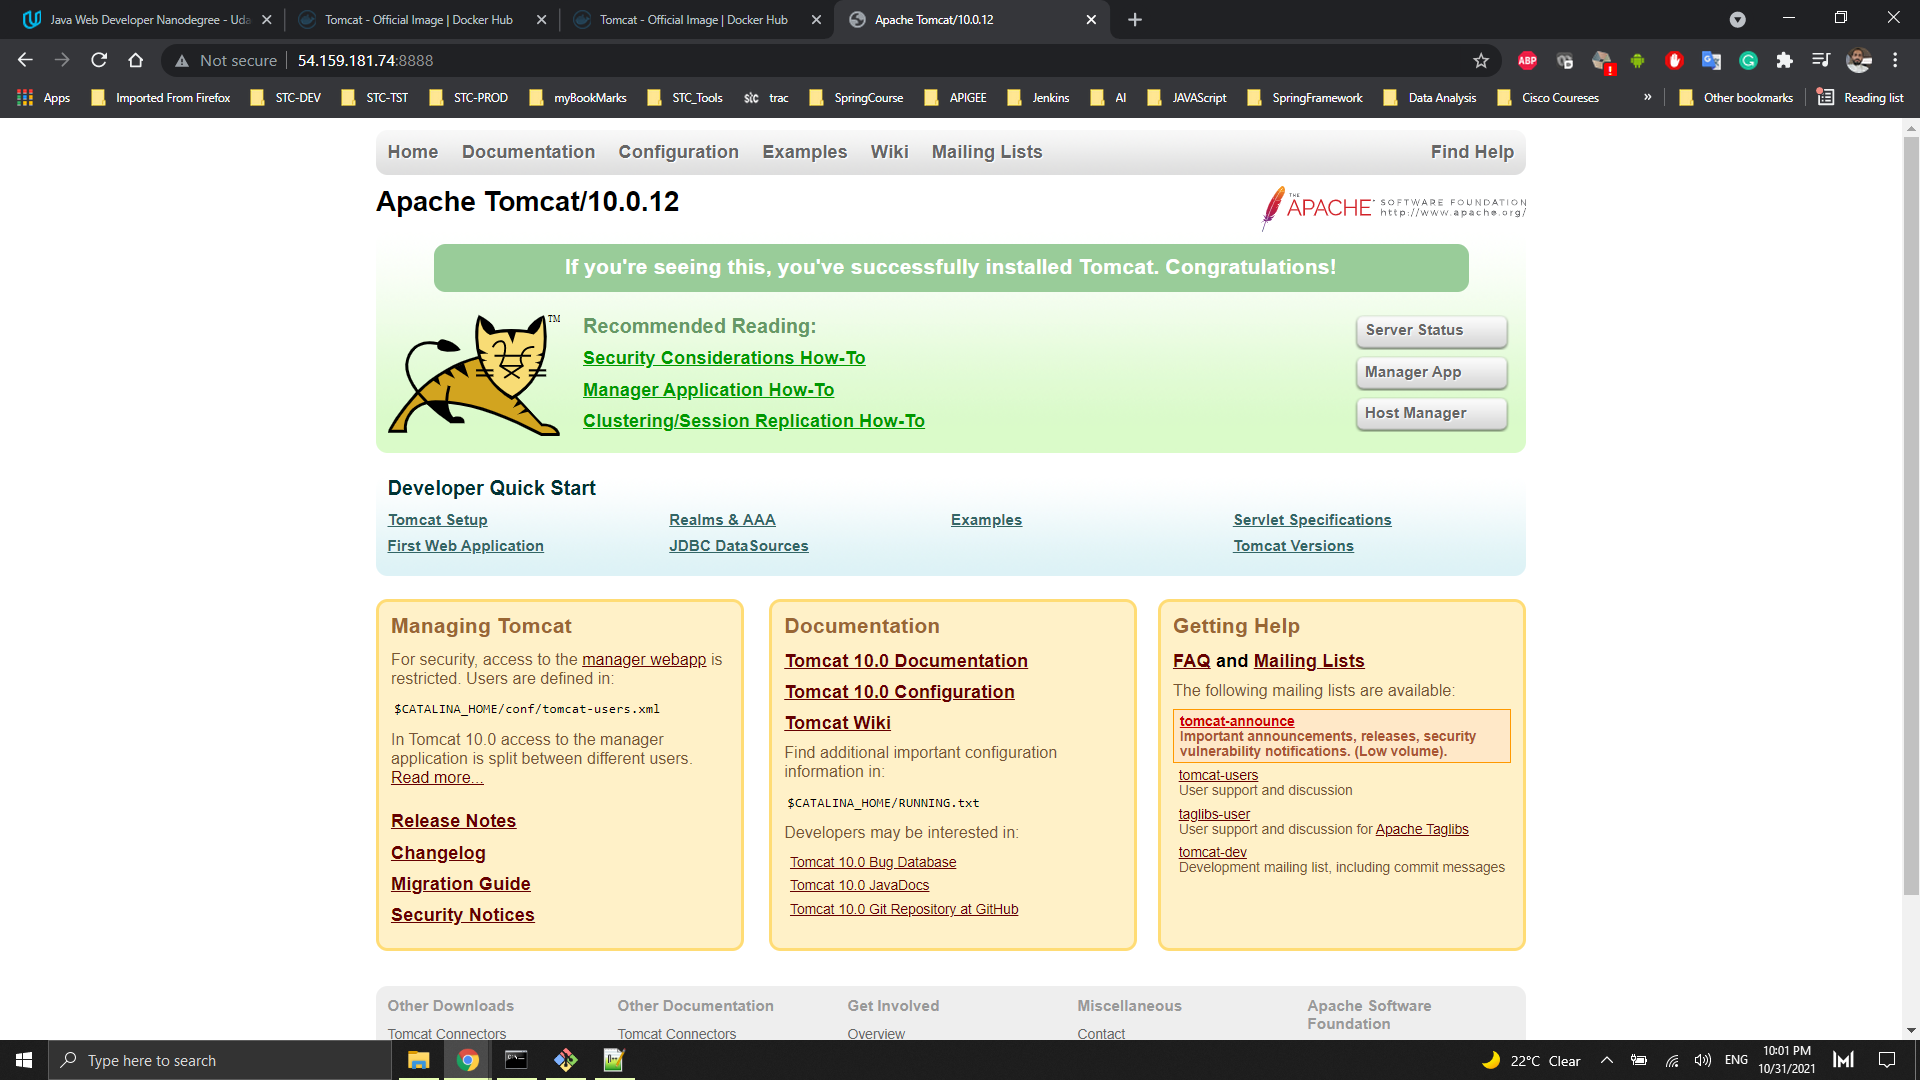 Java Web Developer Nanodegree - Uda
Tomcat - Official Image | Docker Hub
Tomcat - Official Image | Docker Hub
Apache Tomcat/10.0.12
Not secure
54.159.181.74:8888
ABP
Apps
Imported From Firefox
STC-DEV
STC-TST
STC-PROD
myBookMarks
STC_Tools
stc trac
SpringCourse
APIGEE
Jenkins
AI
JAVAScript
SpringFramework
Data Analysis
Cisco Coureses
»
Other bookmarks
Reading list
Home
Documentation
Configuration
Examples
Wiki
Mailing Lists
Find Help
Apache Tomcat/10.0.12
THE APACHE SOFTWARE FOUNDATION
http://www.apache.org/
If you're seeing this, you've successfully installed Tomcat. Congratulations!
TM
Recommended Reading:
Security Considerations How-To
Manager Application How-To
Clustering/Session Replication How-To
Server Status
Manager App
Host Manager
Developer Quick Start
Tomcat Setup
First Web Application
Realms & AAA
JDBC DataSources
Examples
Servlet Specifications
Tomcat Versions
Managing Tomcat
For security, access to the manager webapp is
restricted. Users are defined in:
$CATALINA_HOME/conf/tomcat-users.xml
In Tomcat 10.0 access to the manager
application is split between different users.
Read more...
Release Notes
Changelog
Migration Guide
Security Notices
Documentation
Tomcat 10.0 Documentation
Tomcat 10.0 Configuration
Tomcat Wiki
Find additional important configuration
information in:
$CATALINA_HOME/RUNNING.txt
Developers may be interested in:
Tomcat 10.0 Bug Database
Tomcat 10.0 JavaDocs
Tomcat 10.0 Git Repository at GitHub
Getting Help
FAQ and Mailing Lists
The following mailing lists are available:
tomcat-announce
Important announcements, releases, security
vulnerability notifications. (Low volume).
tomcat-users
User support and discussion
taglibs-user
User support and discussion for Apache Taglibs
tomcat-dev
Development mailing list, including commit messages
Other Downloads
Tomcat Connectors
Other Documentation
Tomcat Connectors
Get Involved
Overview
Miscellaneous
Contact
Apache Software
Foundation
Type here to search
22°C Clear
ENG
10:01 PM
10/31/2021